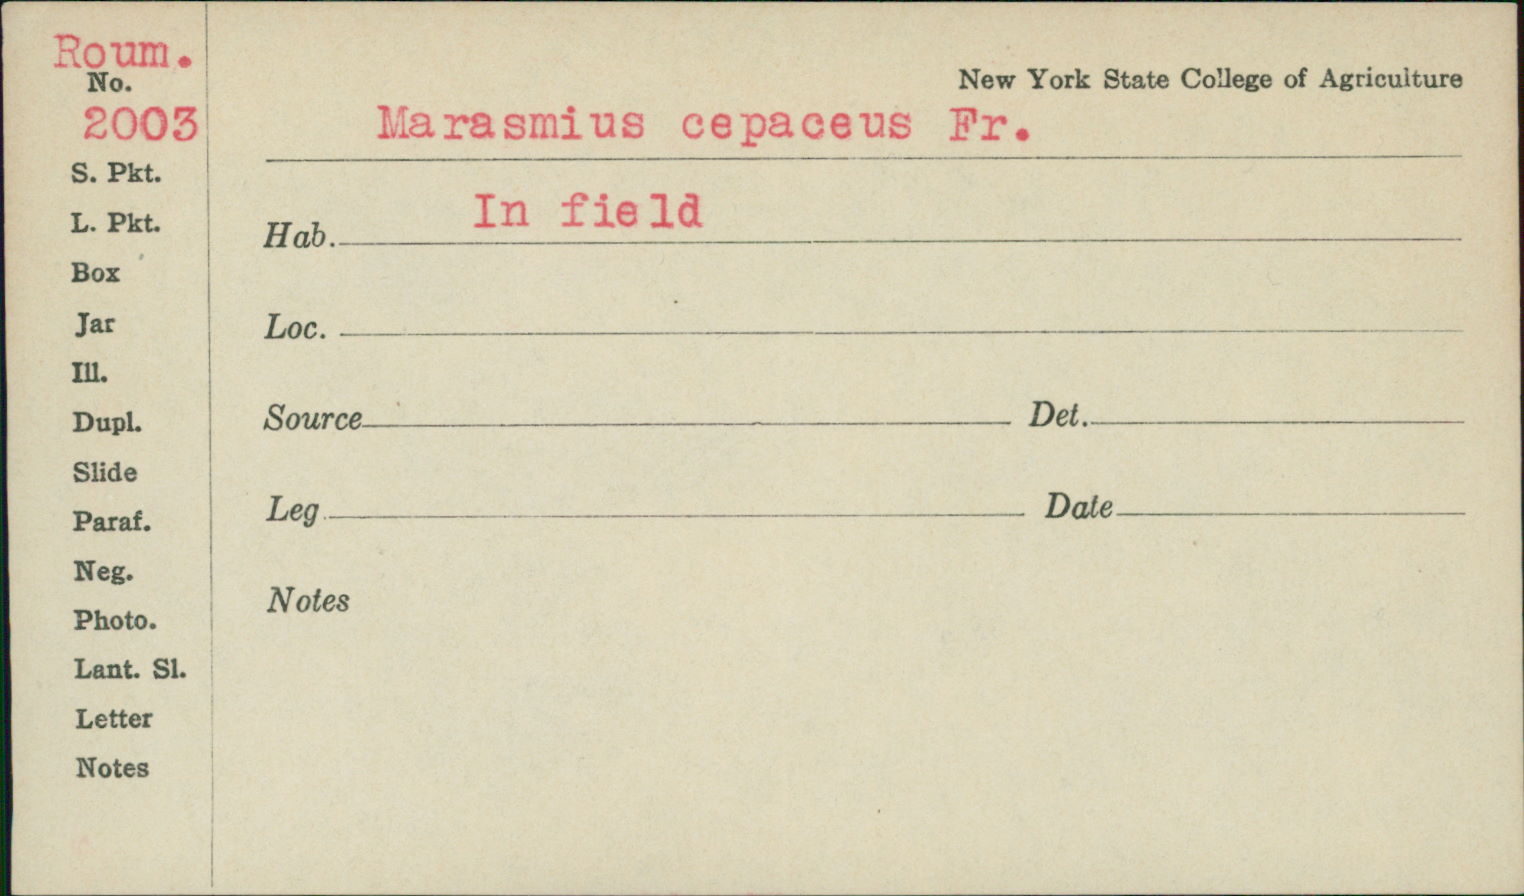 Roum.
No.
2003
S. Pkt.
L. Pkt.
Box
Jar
Ill.
Dupl.
Slide
Paraf.
Neg.
Photo.
Lant. Sl.
Letter
Notes
New York State College of Agriculture
Marasmius cepaceus Fr.
Hab. In field
Loc.
Source Det.
Leg. Date
Notes